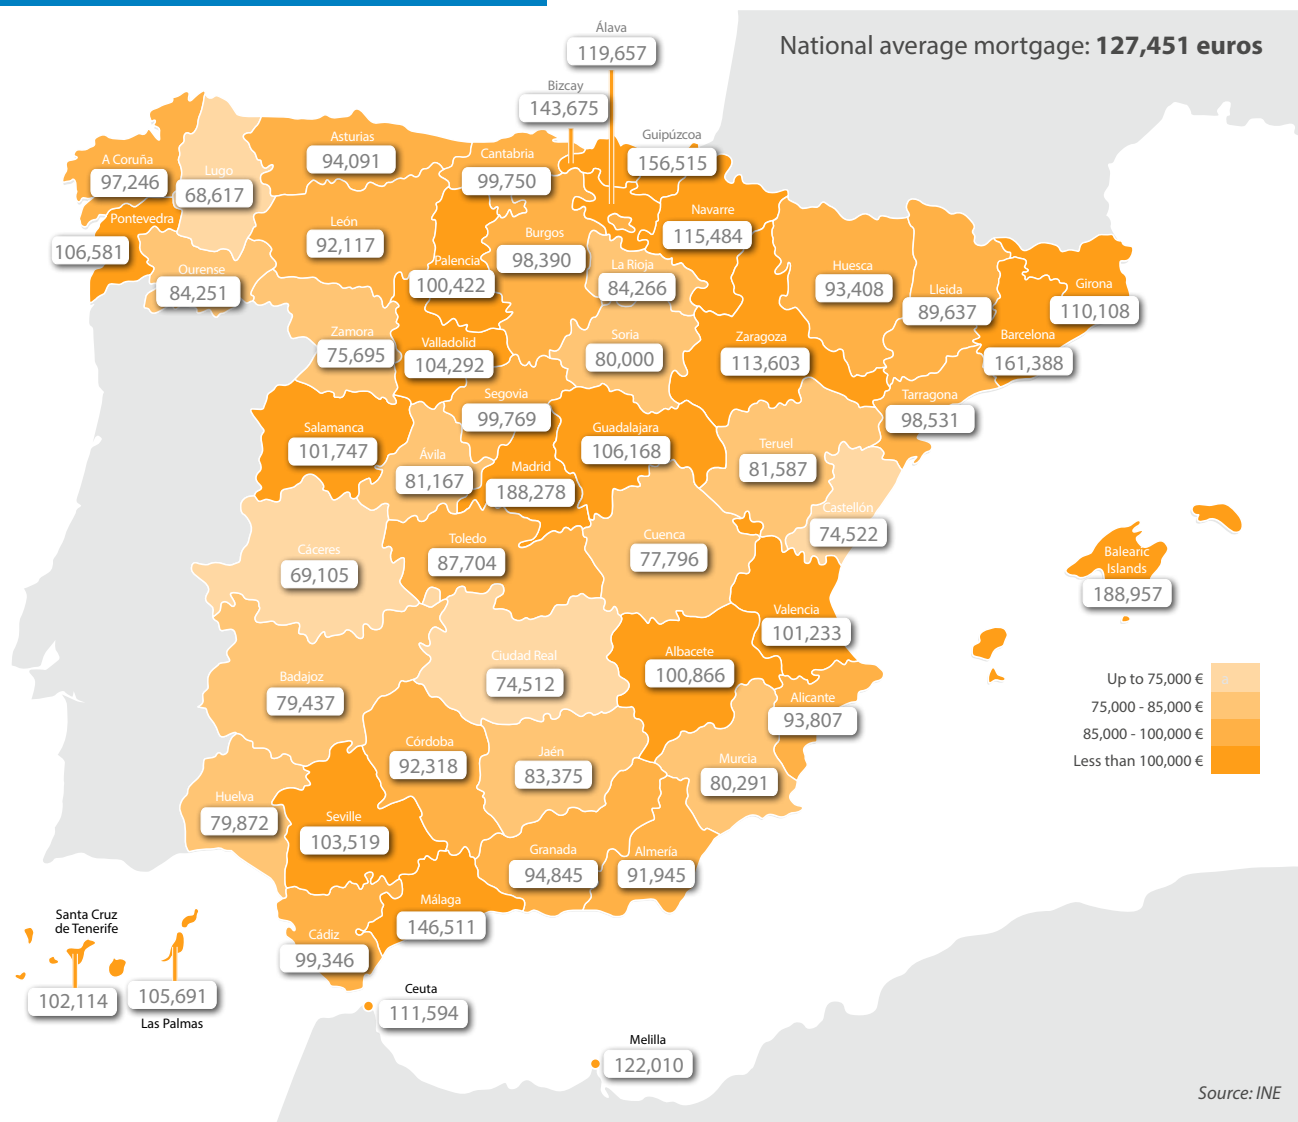 National average mortgage: 127,451 euros
Álava
119,657
Bizcay
143,675
Guipúzcoa
156,515
Asturias
94,091
Cantabria
99,750
A Coruña
97,246
Lugo
68,617
Pontevedra
106,581
Ourense
84,251
León
92,117
Palencia
100,422
Burgos
98,390
Navarre
115,484
La Rioja
84,266
Huesca
93,408
Lleida
89,637
Girona
110,108
Barcelona
161,388
Zamora
75,695
Valladolid
104,292
Soria
80,000
Zaragoza
113,603
Tarragona
98,531
Segovia
99,769
Salamanca
101,747
Ávila
81,167
Madrid
188,278
Guadalajara
106,168
Teruel
81,587
Castellón
74,522
Cáceres
69,105
Toledo
87,704
Cuenca
77,796
Balearic
Islands
188,957
Valencia
101,233
Badajoz
79,437
Ciudad Real
74,512
Albacete
100,866
Alicante
93,807
Up to 75,000 €
75,000 - 85,000 €
85,000 - 100,000 €
Less than 100,000 €
Córdoba
92,318
Jaén
83,375
Murcia
80,291
Huelva
79,872
Seville
103,519
Granada
94,845
Almería
91,945
Málaga
146,511
Cádiz
99,346
Santa Cruz
de Tenerife
102,114
105,691
Las Palmas
Ceuta
111,594
Melilla
122,010
Source: INE